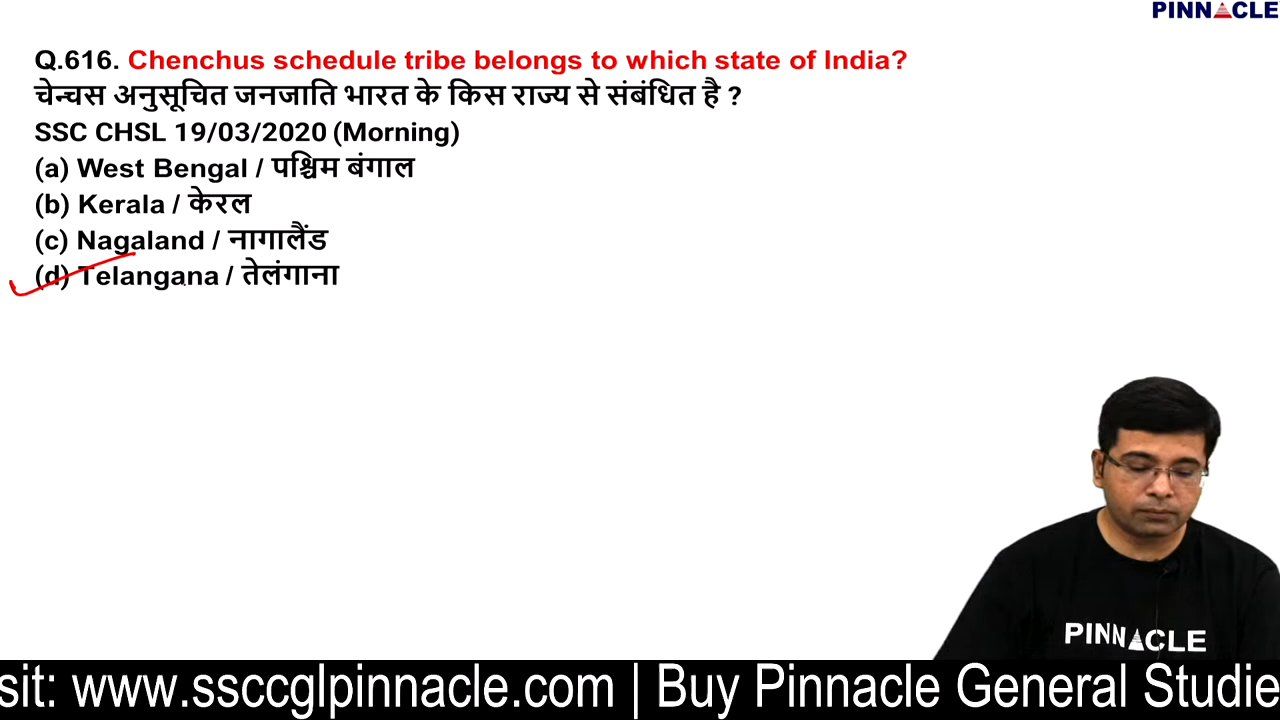 PINNACLE
Q.616. Chenchus schedule tribe belongs to which state of India?
चेन्चस अनुसूचित जनजाति भारत के किस राज्य से संबंधित है ?
SSC CHSL 19/03/2020 (Morning)
(a) West Bengal / पश्चिम बंगाल
(b) Kerala / केरल
(c) Nagaland / नागालैंड
(d) Telangana / तेलंगाना
PINNACLE
sit: www.ssccglpinnacle.com | Buy Pinnacle General Studie